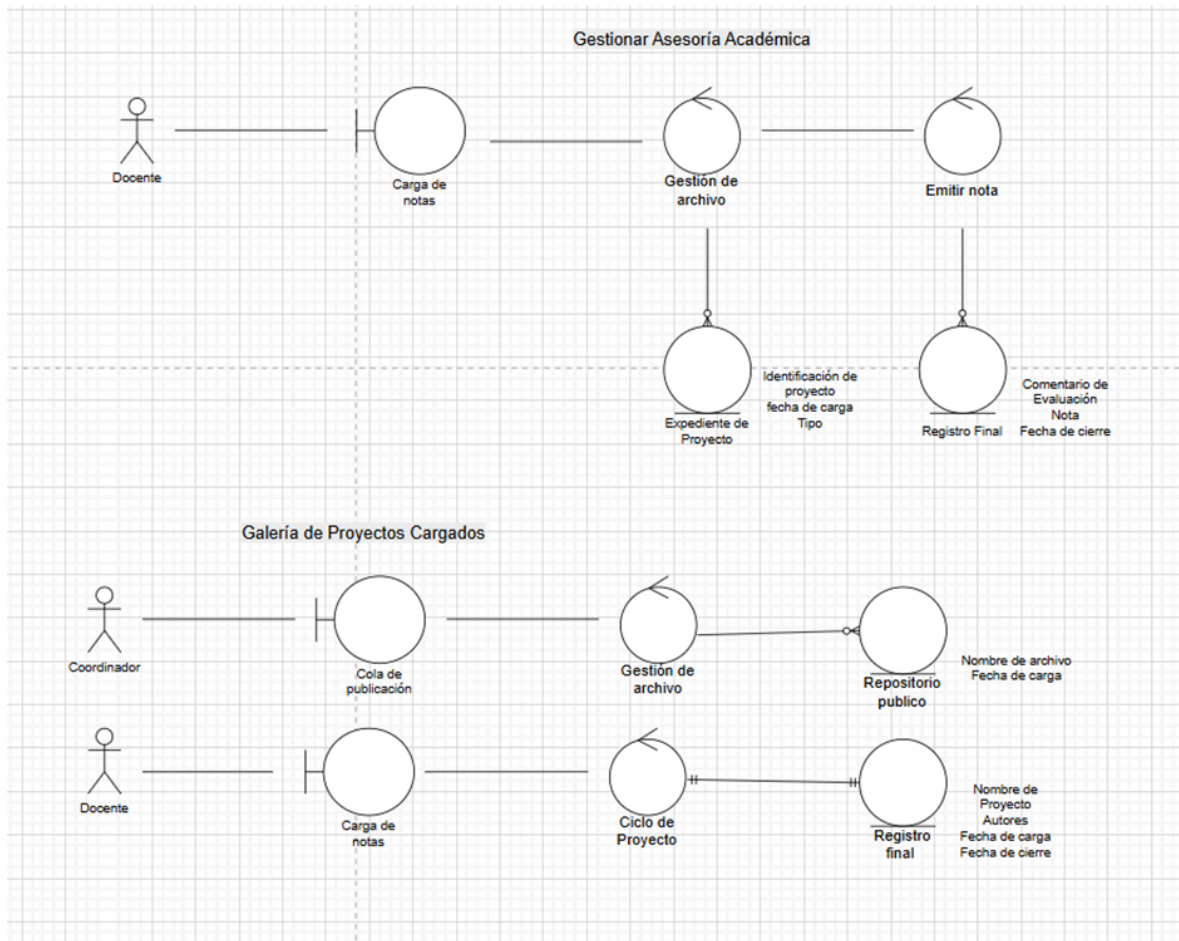 Gestionar Asesoría Académica
Docente
Carga de
notas
Gestión de
archivo
Emitir nota
Expediente de
Proyecto
Identificación de
proyecto
fecha de carga
Tipo
Registro Final
Comentario de
Evaluación
Nota
Fecha de cierre
Galería de Proyectos Cargados
Coordinador
Cola de
publicación
Gestión de
archivo
Repositorio
publico
Nombre de archivo
Fecha de carga
Docente
Carga de
notas
Ciclo de
Proyecto
Registro
final
Nombre de
Proyecto
Autores
Fecha de carga
Fecha de cierre